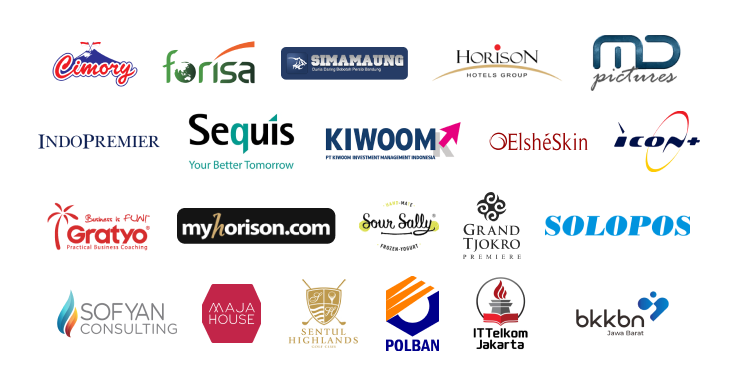 Cimory
forisa
SIMAMAUNG
HORISON
HOTELS GROUP
MD
pictures
INDOPREMIER
Sequis
Your Better Tomorrow
KIWOOM
PT KIWOOM INVESTMENT MANAGEMENT INDONESIA
ElshéSkin
icon+
Business is FUN!
Gratyo
Practical Business Coaching
myhorison.com
Sour Sally
FROZEN-YOGURT
GRAND
TJOKRO
PREMIERE
SOLOPOS
SOFYAN
CONSULTING
MAJA
HOUSE
SENTUL
HIGHLANDS
GOLF CLUB
POLBAN
ITTelkom
Jakarta
bkkbn
Jawa Barat